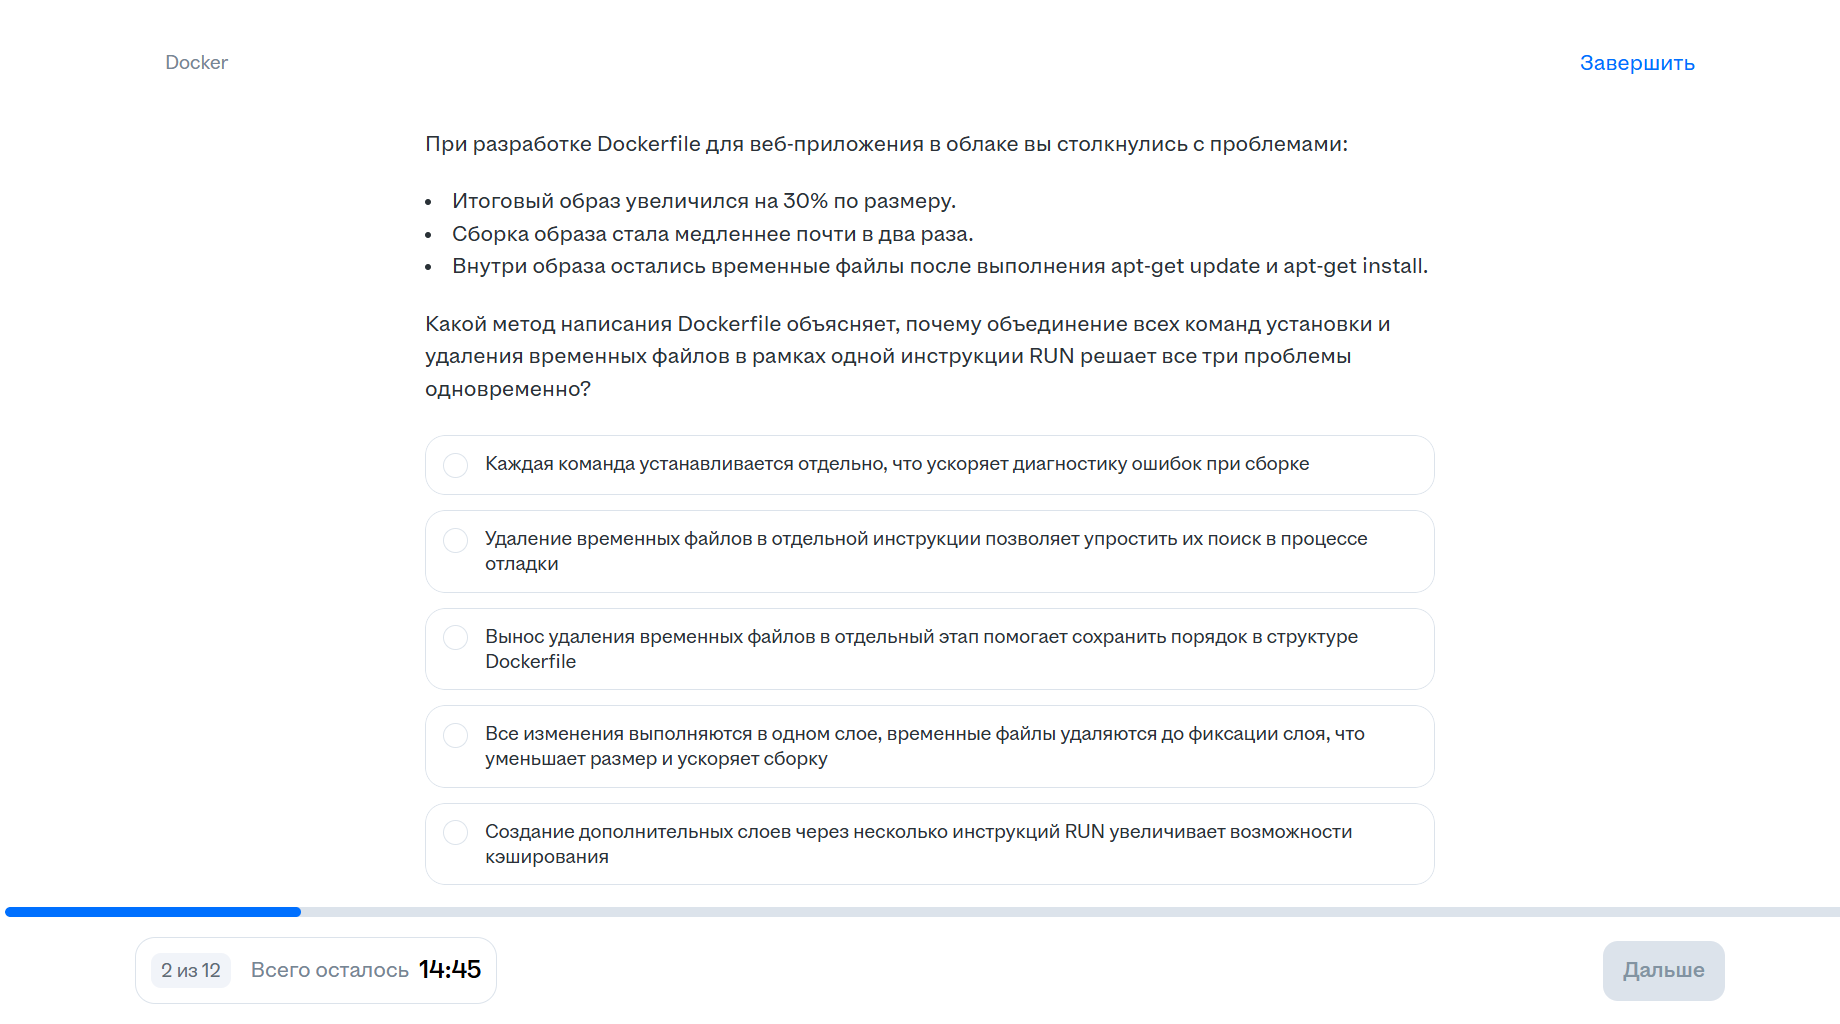 Docker
Завершить
При разработке Dockerfile для веб-приложения в облаке вы столкнулись с проблемами:
• Итоговый образ увеличился на 30% по размеру.
• Сборка образа стала медленнее почти в два раза.
• Внутри образа остались временные файлы после выполнения apt-get update и apt-get install.
Какой метод написания Dockerfile объясняет, почему объединение всех команд установки и
удаления временных файлов в рамках одной инструкции RUN решает все три проблемы
одновременно?
Каждая команда устанавливается отдельно, что ускоряет диагностику ошибок при сборке
Удаление временных файлов в отдельной инструкции позволяет упростить их поиск в процессе
отладки
Вынос удаления временных файлов в отдельный этап помогает сохранить порядок в структуре
Dockerfile
Все изменения выполняются в одном слое, временные файлы удаляются до фиксации слоя, что
уменьшает размер и ускоряет сборку
Создание дополнительных слоев через несколько инструкций RUN увеличивает возможности
кэширования
2 из 12
Всего осталось 14:45
Дальше